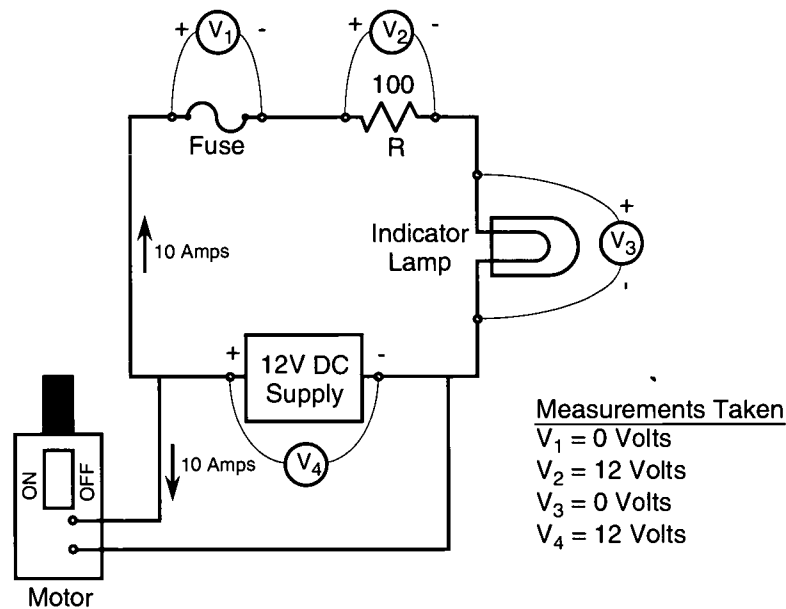 + V1 -
+ V2 -
100
Fuse
R
+
Indicator
Lamp
V3
-
10 Amps
+ 12V DC -
Supply
V4
10 Amps
ON OFF
Motor
Measurements Taken
V1 = 0 Volts
V2 = 12 Volts
V3 = 0 Volts
V4 = 12 Volts